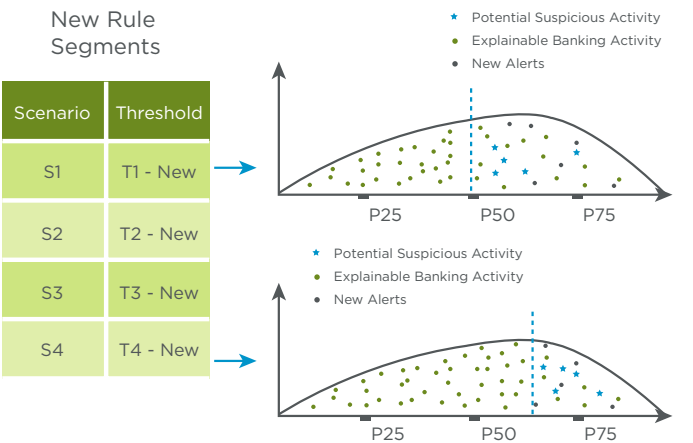 New Rule
Segments
Scenario Threshold
S1 T1 - New
S2 T2 - New
S3 T3 - New
S4 T4 - New
Potential Suspicious Activity
Explainable Banking Activity
New Alerts
P25 P50 P75
Potential Suspicious Activity
Explainable Banking Activity
New Alerts
P25 P50 P75